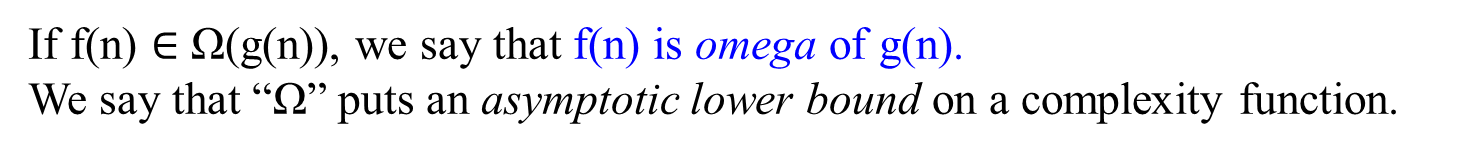 If f(n) ∈ Ω(g(n)), we say that f(n) is omega of g(n).
We say that “Ω” puts an asymptotic lower bound on a complexity function.